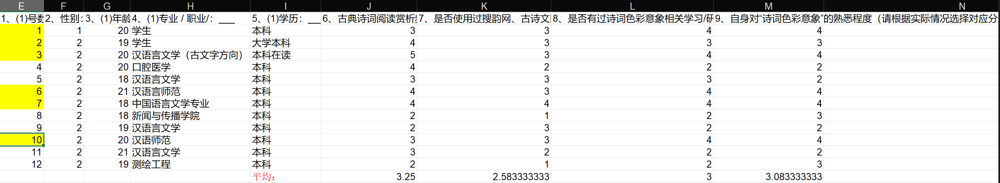 E F G H I J K L M N
1、(1)号数 2、性别: 3、(1)年龄 4、(1)专业 / 职业/：___ 5、(1)学历：___ 6、古典诗词阅读赏析 7、是否使用过搜韵网、古诗文 8、是否有过诗词色彩意象相关学习/研 9、自身对“诗词色彩意象”的熟悉程度（请根据实际情况选择对应分
1 1 20 学生 本科 3 3 4 4
2 2 19 学生 大学本科 4 3 3 3
3 2 20 汉语言文学（古文字方向） 本科在读 5 3 4 4
4 2 20 口腔医学 本科 4 2 2 2
5 2 18 汉语言文学 本科 3 3 3 2
6 2 21 汉语言师范 本科 4 3 4 4
7 2 18 中国语言文学专业 本科 4 4 4 4
8 2 18 新闻与传播学院 本科 2 1 2 3
9 2 19 汉语言文学 本科 2 3 2 2
10 2 20 汉语师范 本科 3 3 4 4
11 2 21 汉语言文学 本科 3 2 2 2
12 2 19 测绘工程 本科 2 1 2 3
平均： 3.25 2.583333333 3 3.083333333